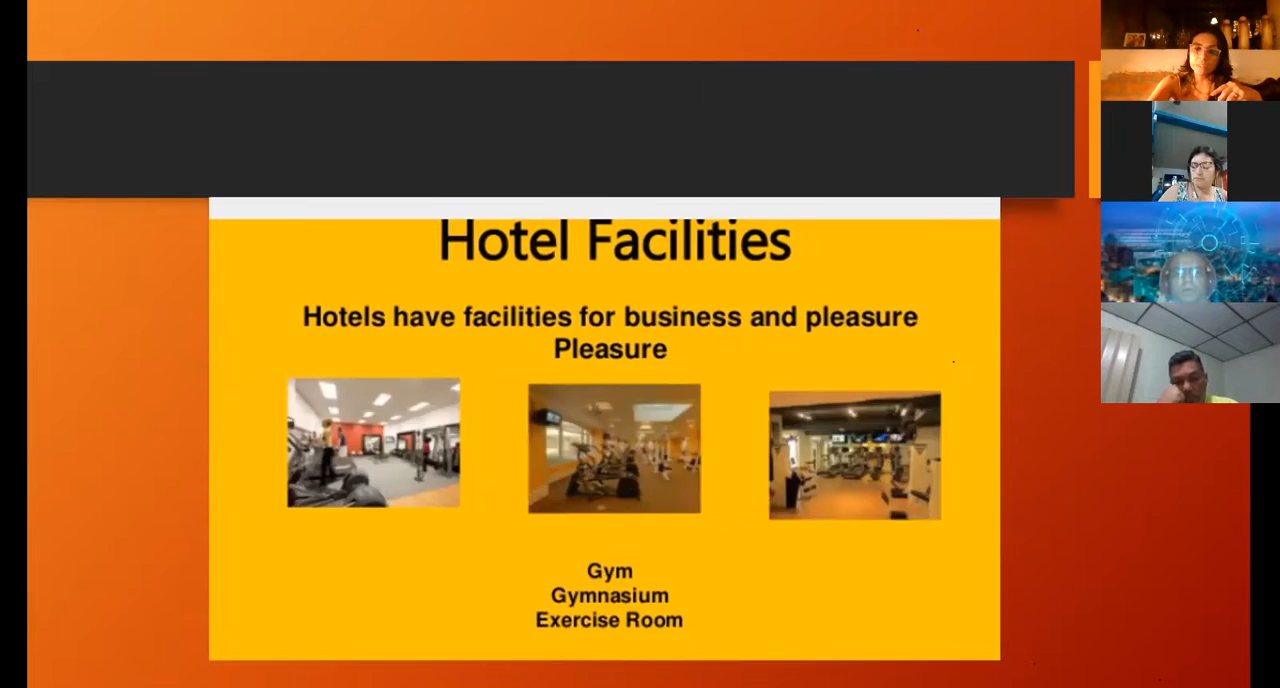 Hotel Facilities
Hotels have facilities for business and pleasure
Pleasure
Gym
Gymnasium
Exercise Room